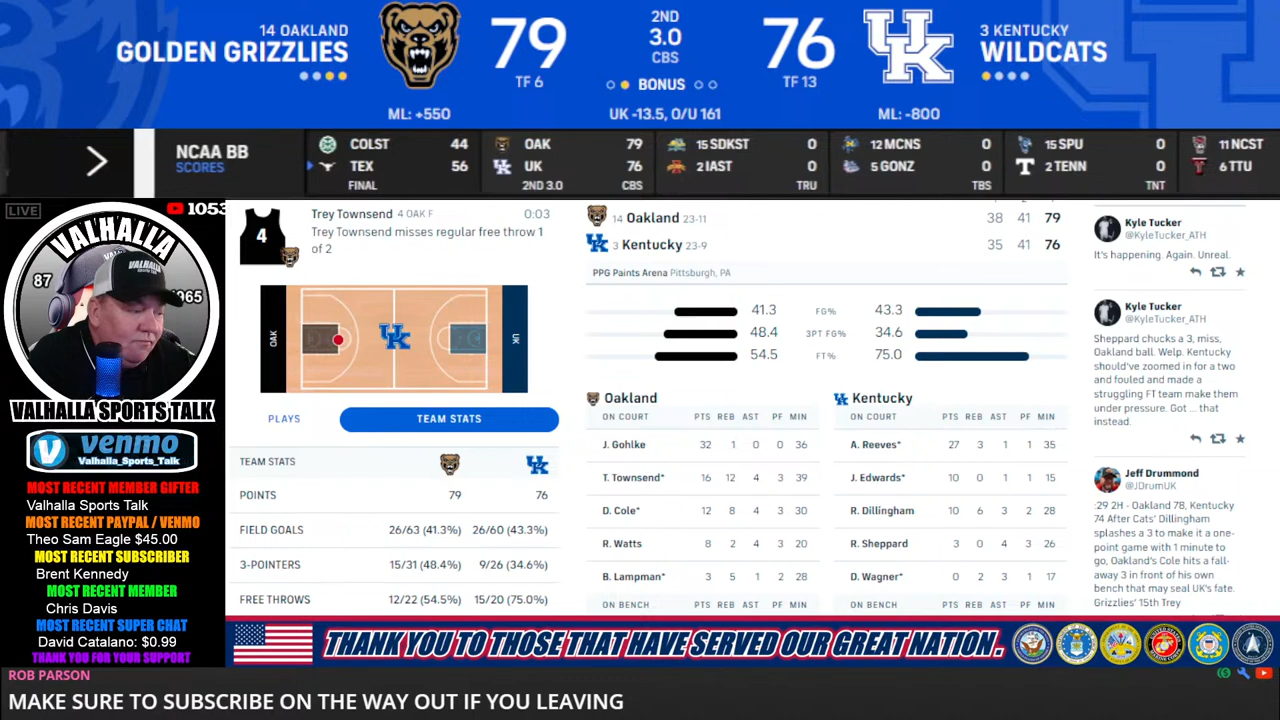 14 OAKLAND
GOLDEN GRIZZLIES
79
TF 6
ML: +550
2ND
3.0
CBS
BONUS
UK -13.5, O/U 161
76
TF 13
ML: -800
UK
3 KENTUCKY
WILDCATS
NCAA BB
SCORES
COLST 44
TEX 56
FINAL
OAK 79
UK 76
2ND 3.0 CBS
15 SDKST 0
2 IAST 0
TRU
12 MCNS 0
5 GONZ 0
TBS
15 SPU 0
2 TENN 0
TNT
11 NCST
6 TTU
LIVE
1053
VALHALLA
VALHALLA
87
965
VALHALLA SPORTS TALK
venmo
Valhalla_Sports_Talk
MOST RECENT MEMBER GIFTER
Valhalla Sports Talk
MOST RECENT PAYPAL / VENMO
Theo Sam Eagle $45.00
MOST RECENT SUBSCRIBER
Brent Kennedy
MOST RECENT MEMBER
Chris Davis
MOST RECENT SUPER CHAT
David Catalano: $0.99
THANK YOU FOR YOUR SUPPORT
4
Trey Townsend 4 OAK F 0:03
Trey Townsend misses regular free throw 1
of 2
OAK
UK
UK
PLAYS
TEAM STATS
TEAM STATS
POINTS 79 76
FIELD GOALS 26/63 (41.3%) 26/60 (43.3%)
3-POINTERS 15/31 (48.4%) 9/26 (34.6%)
FREE THROWS 12/22 (54.5%) 15/20 (75.0%)
14 Oakland 23-11 38 41 79
3 Kentucky 23-9 35 41 76
PPG Paints Arena Pittsburgh, PA
41.3 FG% 43.3
48.4 3PT FG% 34.6
54.5 FT% 75.0
Oakland
ON COURT PTS REB AST PF MIN
J. Gohlke 32 1 0 0 36
T. Townsend* 16 12 4 3 39
D. Cole* 12 8 4 3 30
R. Watts 8 2 4 3 20
B. Lampman* 3 5 1 2 28
ON BENCH PTS REB AST PF MIN
Kentucky
ON COURT PTS REB AST PF MIN
A. Reeves* 27 3 1 1 35
J. Edwards* 10 0 1 1 15
R. Dillingham 10 6 3 2 28
R. Sheppard 3 0 4 3 26
D. Wagner* 0 2 3 1 17
ON BENCH PTS REB AST PF MIN
Kyle Tucker
@KyleTucker_ATH
It's happening. Again. Unreal.
Kyle Tucker
@KyleTucker_ATH
Sheppard chucks a 3, miss,
Oakland ball. Welp. Kentucky
should've zoomed in for a two
and fouled and made a
struggling FT team make them
under pressure. Got ... that
instead.
Jeff Drummond
@JDrumUK
:29 2H - Oakland 78, Kentucky
74 After Cats' Dillingham
splashes a 3 to make it a one-
point game with 1 minute to
go, Oakland's Cole hits a fall-
away 3 in front of his own
bench that may seal UK's fate.
Grizzlies' 15th Trey
THANK YOU TO THOSE THAT HAVE SERVED OUR GREAT NATION.
ROB PARSON
MAKE SURE TO SUBSCRIBE ON THE WAY OUT IF YOU LEAVING